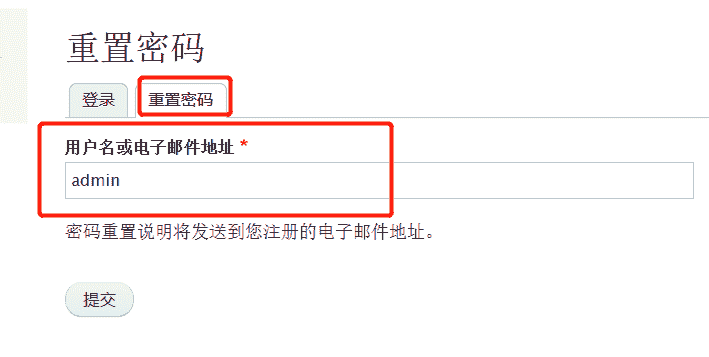 重置密码
登录 重置密码
用户名或电子邮件地址 *
admin
密码重置说明将发送到您注册的电子邮件地址。
提交